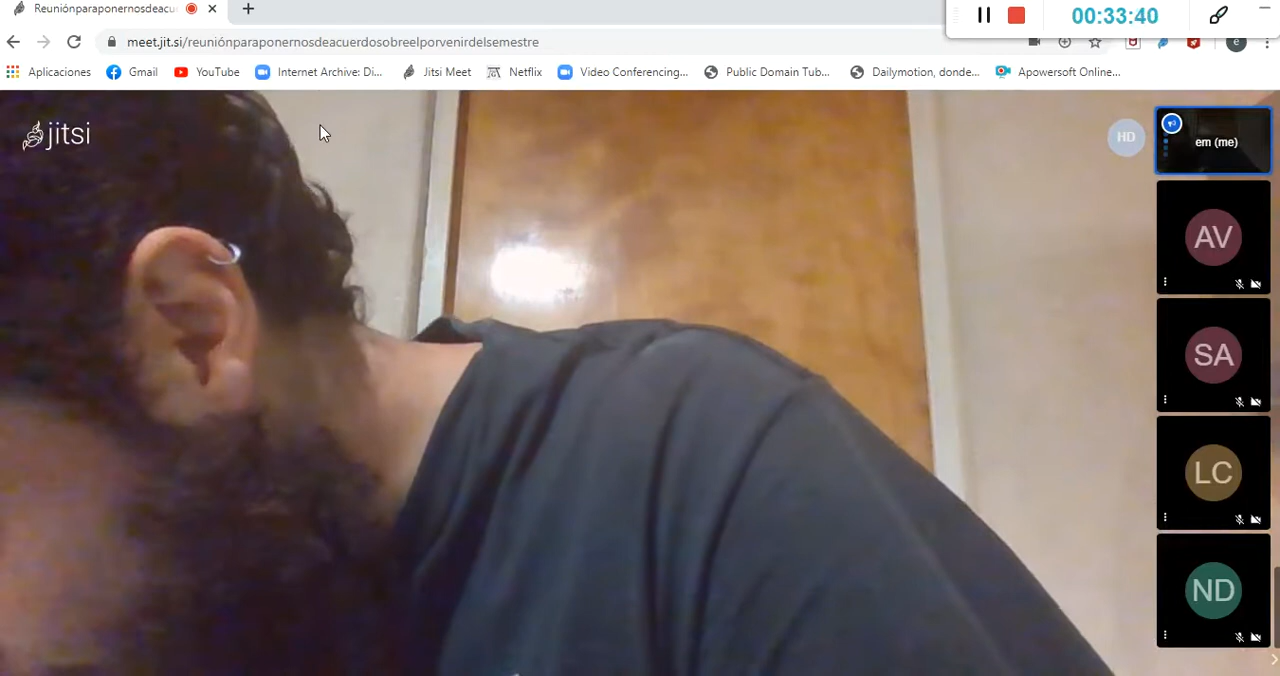 Reuniónparaponernosdeacu
00:33:40
meet.jit.si/reuniónparaponernosdeacuerdosobreelporvenirdelsemestre
e
Aplicaciones Gmail YouTube Internet Archive: Di... Jitsi Meet Netflix Video Conferencing... Public Domain Tub... Dailymotion, donde... Apowersoft Online...
jitsi
HD
em (me)
AV
SA
LC
ND